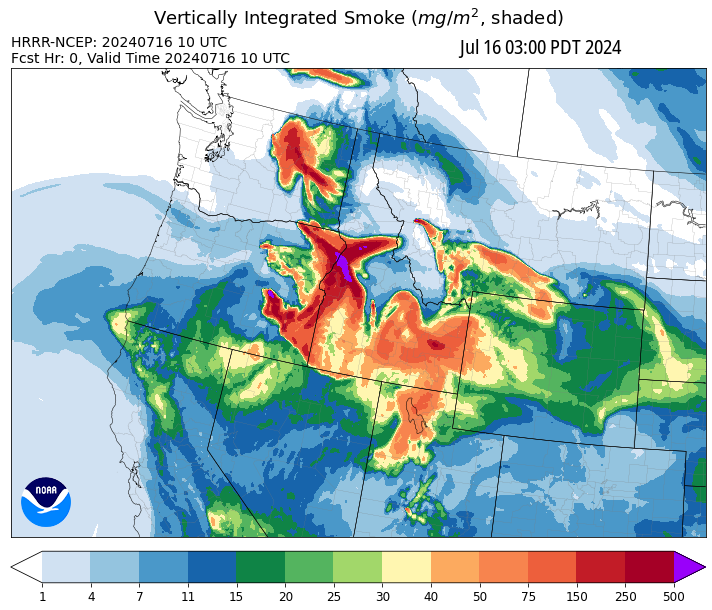 Vertically Integrated Smoke (mg/m², shaded)
HRRR-NCEP: 20240716 10 UTC
Jul 16 03:00 PDT 2024
Fcst Hr: 0, Valid Time 20240716 10 UTC
NOAA
1 4 7 11 15 20 25 30 40 50 75 150 250 500